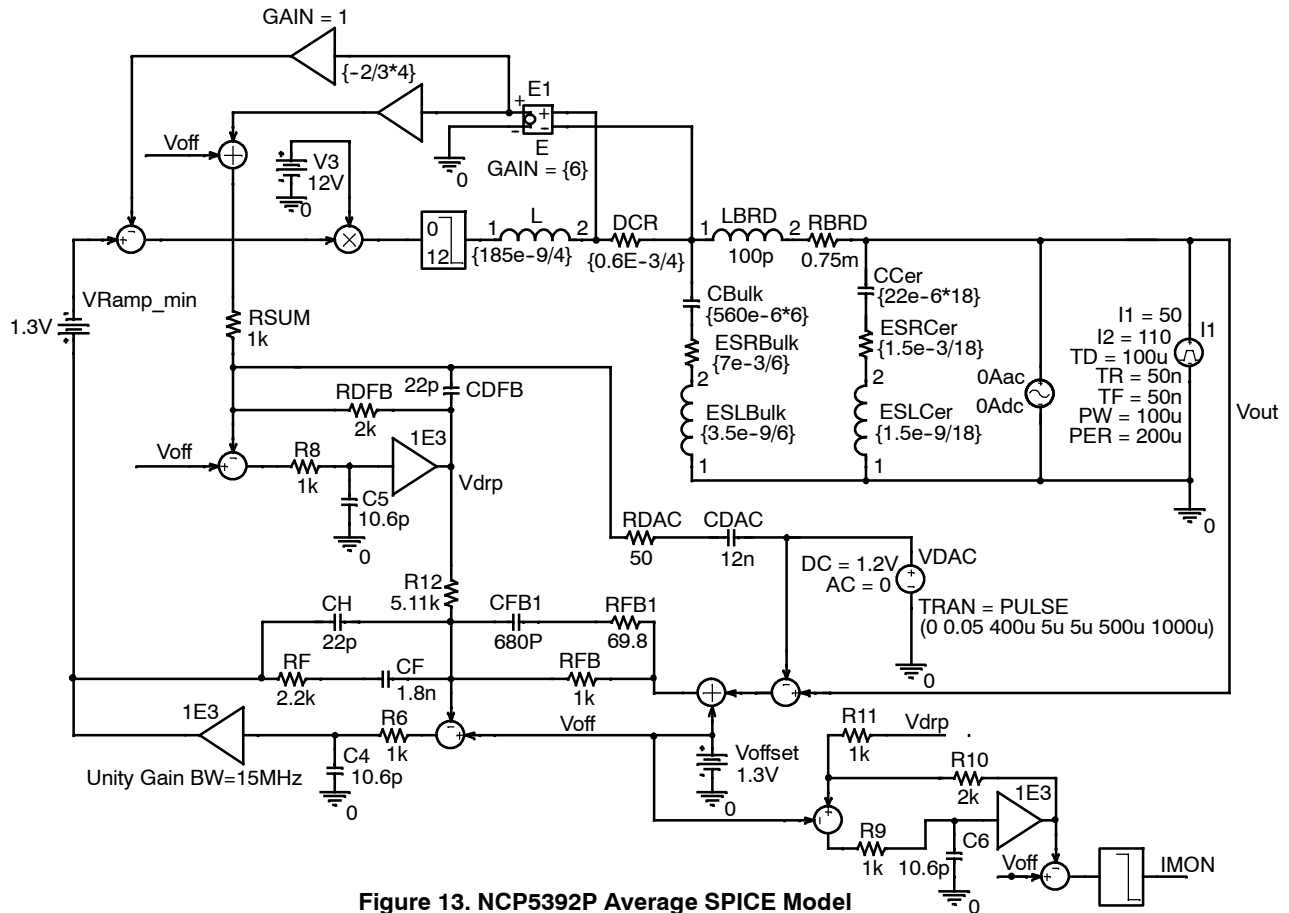 GAIN = 1
{-2/3*4}
E1
+
+
-
-
E
GAIN = {6}
0
Voff
+
V3
12V
+
0
+
-
×
0
12
1
L
2
{185e-9/4}
DCR
{0.6E-3/4}
1
LBRD
2
100p
RBRD
0.75m
VRamp_min
1.3V
+
RSUM
1k
CBulk
{560e-6*6}
ESRBulk
{7e-3/6}
2
ESLBulk
{3.5e-9/6}
1
CCer
{22e-6*18}
ESRCer
{1.5e-3/18}
2
ESLCer
{1.5e-9/18}
1
0Aac
0Adc
I1 = 50
I2 = 110
TD = 100u
TR = 50n
TF = 50n
PW = 100u
PER = 200u
I1
Vout
0
22p
CDFB
RDFB
2k
Voff
-
+
R8
1k
1E3
Vdrp
C5
10.6p
0
RDAC
50
CDAC
12n
DC = 1.2V
AC = 0
VDAC
+
-
TRAN = PULSE
(0 0.05 400u 5u 5u 500u 1000u)
0
R12
5.11k
CH
22p
CFB1
680P
RFB1
69.8
RF
2.2k
CF
1.8n
RFB
1k
+
-
+
1E3
R6
1k
-
+
Voff
C4
10.6p
0
Unity Gain BW=15MHz
+
Voffset
1.3V
0
R11
1k
Vdrp
R10
2k
+
-
R9
1k
1E3
C6
10.6p
0
Voff
+
-
IMON
Figure 13. NCP5392P Average SPICE Model